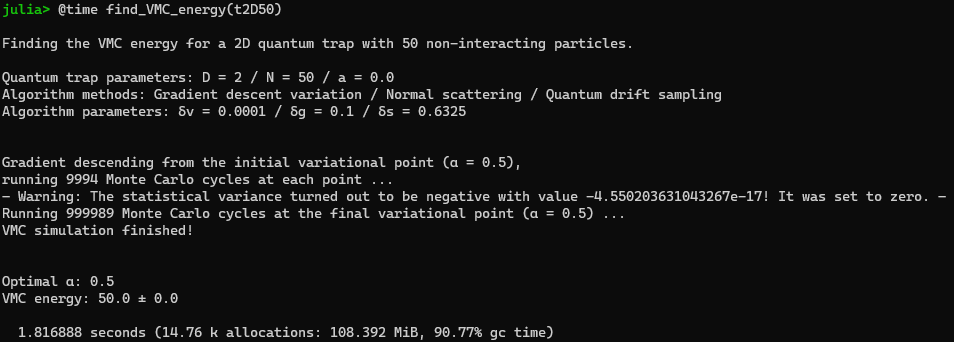 julia> @time find_VMC_energy(t2D50)
Finding the VMC energy for a 2D quantum trap with 50 non-interacting particles.
Quantum trap parameters: D = 2 / N = 50 / a = 0.0
Algorithm methods: Gradient descent variation / Normal scattering / Quantum drift sampling
Algorithm parameters: δv = 0.0001 / δg = 0.1 / δs = 0.6325
Gradient descending from the initial variational point (α = 0.5),
running 9994 Monte Carlo cycles at each point ...
– Warning: The statistical variance turned out to be negative with value -4.550203631043267e-17! It was set to zero. –
Running 999989 Monte Carlo cycles at the final variational point (α = 0.5) ...
VMC simulation finished!
Optimal α: 0.5
VMC energy: 50.0 ± 0.0
1.816888 seconds (14.76 k allocations: 108.392 MiB, 90.77% gc time)